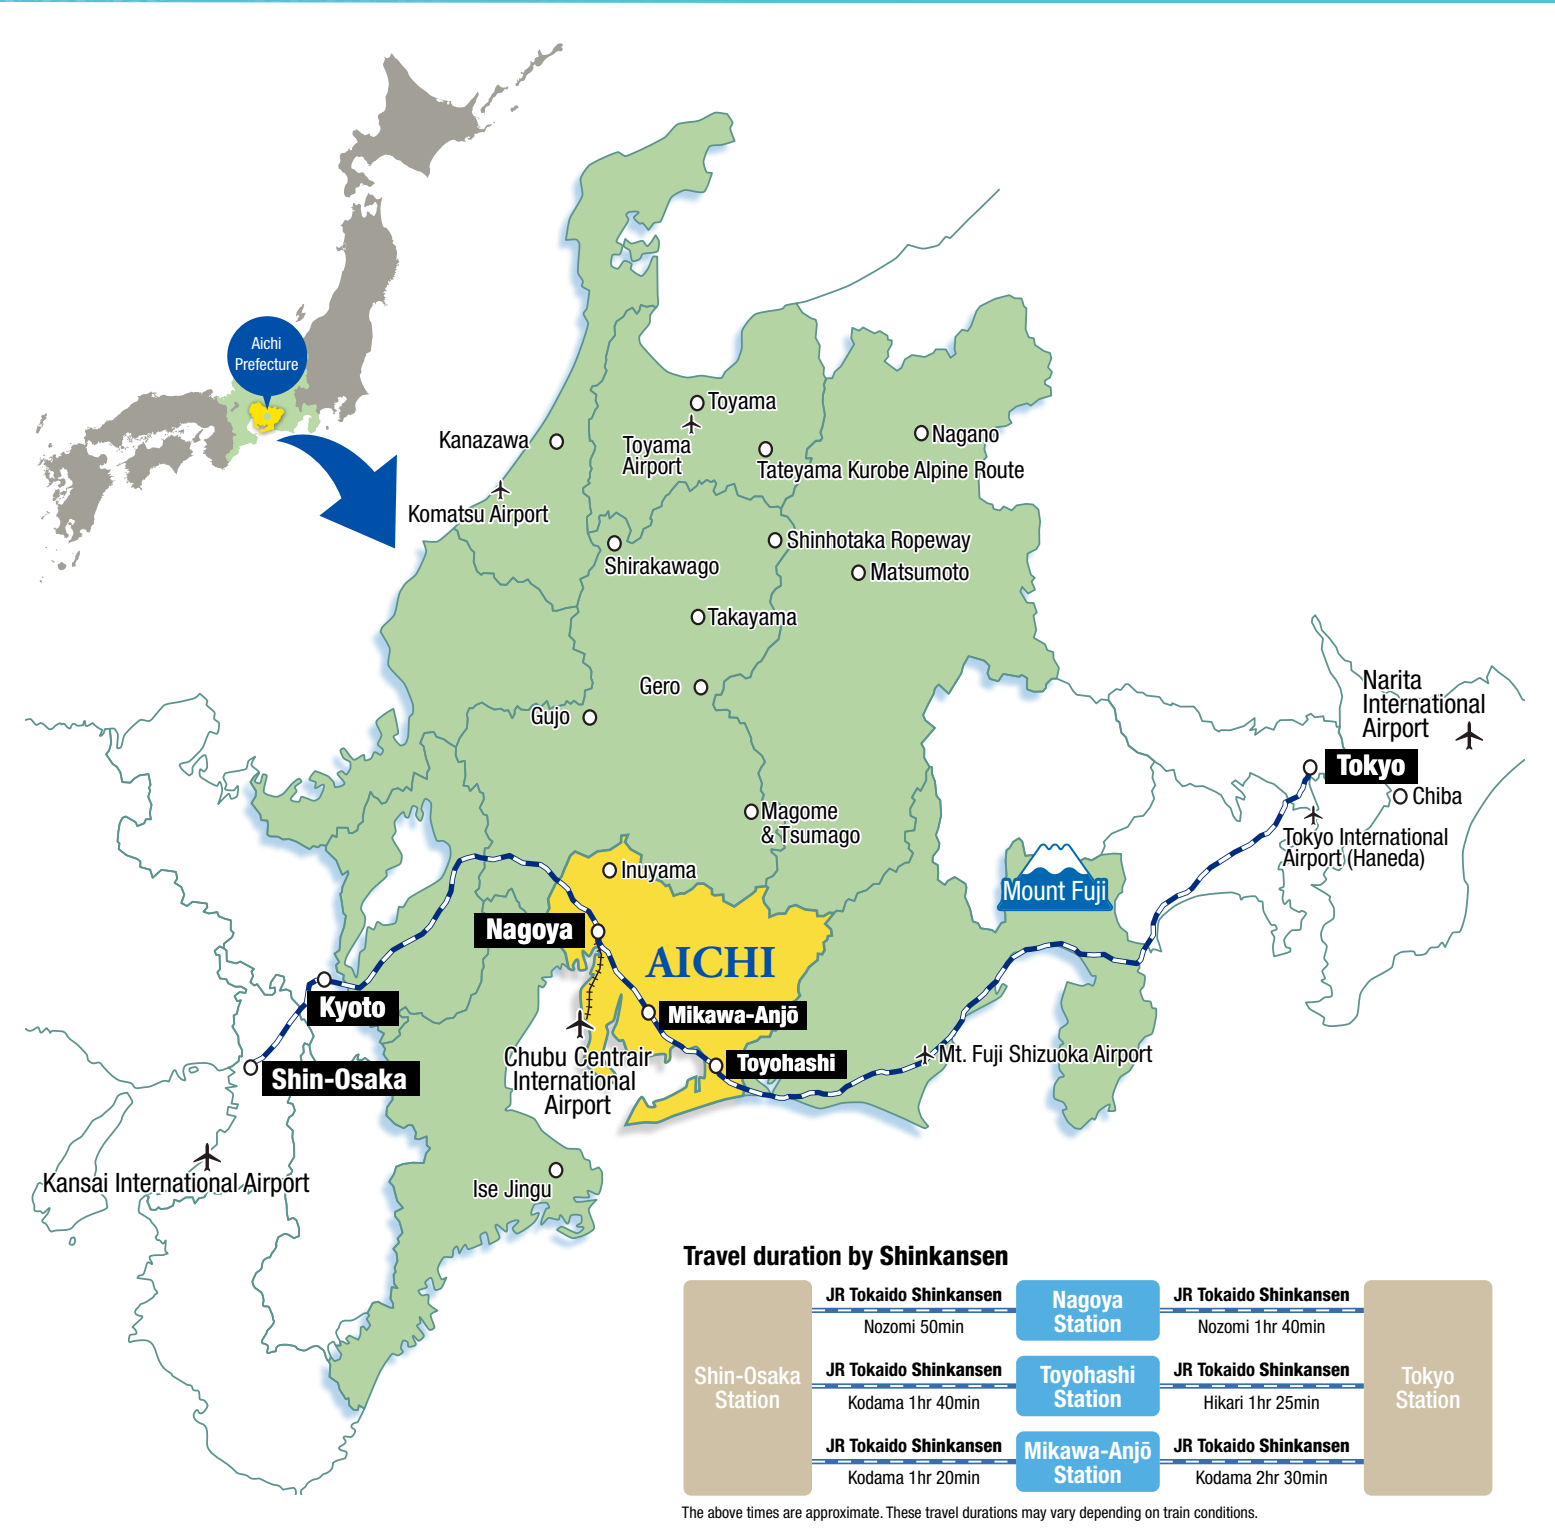 Aichi
Prefecture
Toyama
Kanazawa
Toyama
Airport
Nagano
Tateyama Kurobe Alpine Route
Komatsu Airport
Shinhotaka Ropeway
Shirakawago
Matsumoto
Takayama
Gero
Gujo
Narita
International
Airport
Tokyo
Chiba
Magome
& Tsumago
Tokyo International
Airport (Haneda)
Inuyama
Mount Fuji
Nagoya
AICHI
Kyoto
Mikawa-Anjō
Chubu Centrair
International
Airport
Toyohashi
Mt. Fuji Shizuoka Airport
Shin-Osaka
Kansai International Airport
Ise Jingu
Travel duration by Shinkansen
Shin-Osaka
Station
JR Tokaido Shinkansen
Nozomi 50min
Nagoya
Station
JR Tokaido Shinkansen
Nozomi 1hr 40min
JR Tokaido Shinkansen
Kodama 1hr 40min
Toyohashi
Station
JR Tokaido Shinkansen
Hikari 1hr 25min
JR Tokaido Shinkansen
Kodama 1hr 20min
Mikawa-Anjō
Station
JR Tokaido Shinkansen
Kodama 2hr 30min
Tokyo
Station
The above times are approximate. These travel durations may vary depending on train conditions.